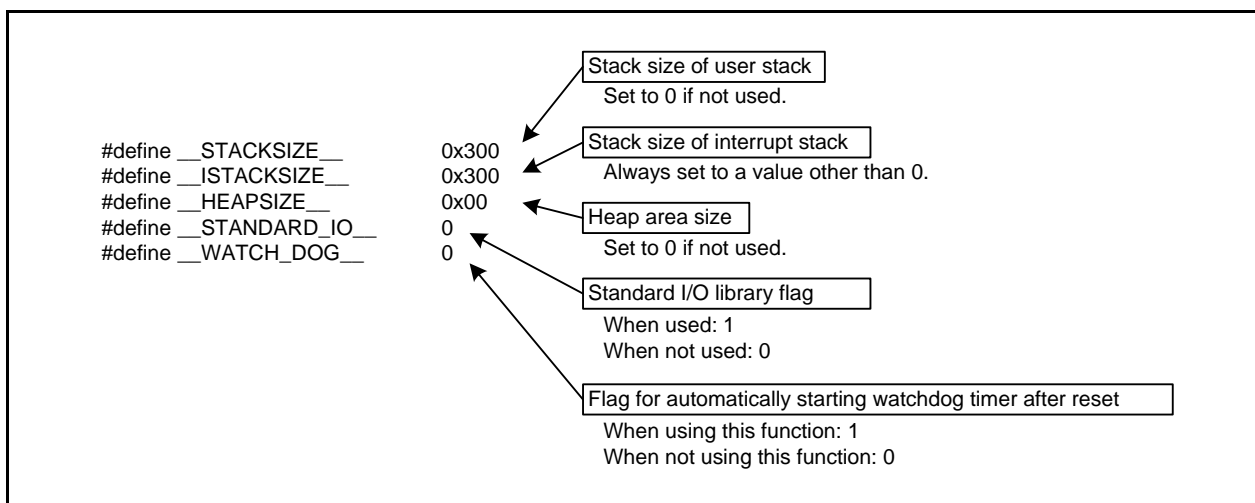 Stack size of user stack
Set to 0 if not used.
#define __STACKSIZE__ 0x300
Stack size of interrupt stack
#define __ISTACKSIZE__ 0x300
Always set to a value other than 0.
#define __HEAPSIZE__ 0x00
Heap area size
#define __STANDARD_IO__ 0
Set to 0 if not used.
#define __WATCH_DOG__ 0
Standard I/O library flag
When used: 1
When not used: 0
Flag for automatically starting watchdog timer after reset
When using this function: 1
When not using this function: 0